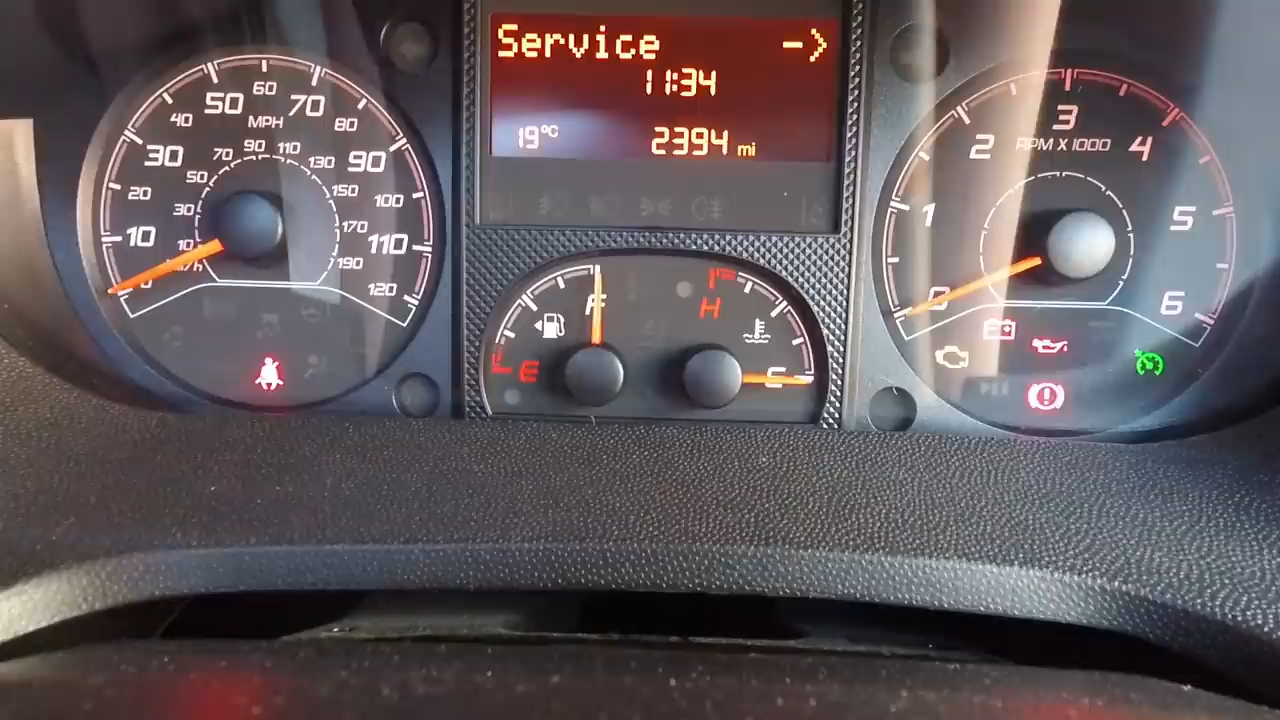 Service ->
11:34
19°C 2394 mi
10 20 30 40 50 60 70 80 90 100 110 120
MPH
10 30 50 70 90 110 130 150 170 190
km/h
F
E
H
C
0 1 2 3 4 5 6
RPM X 1000